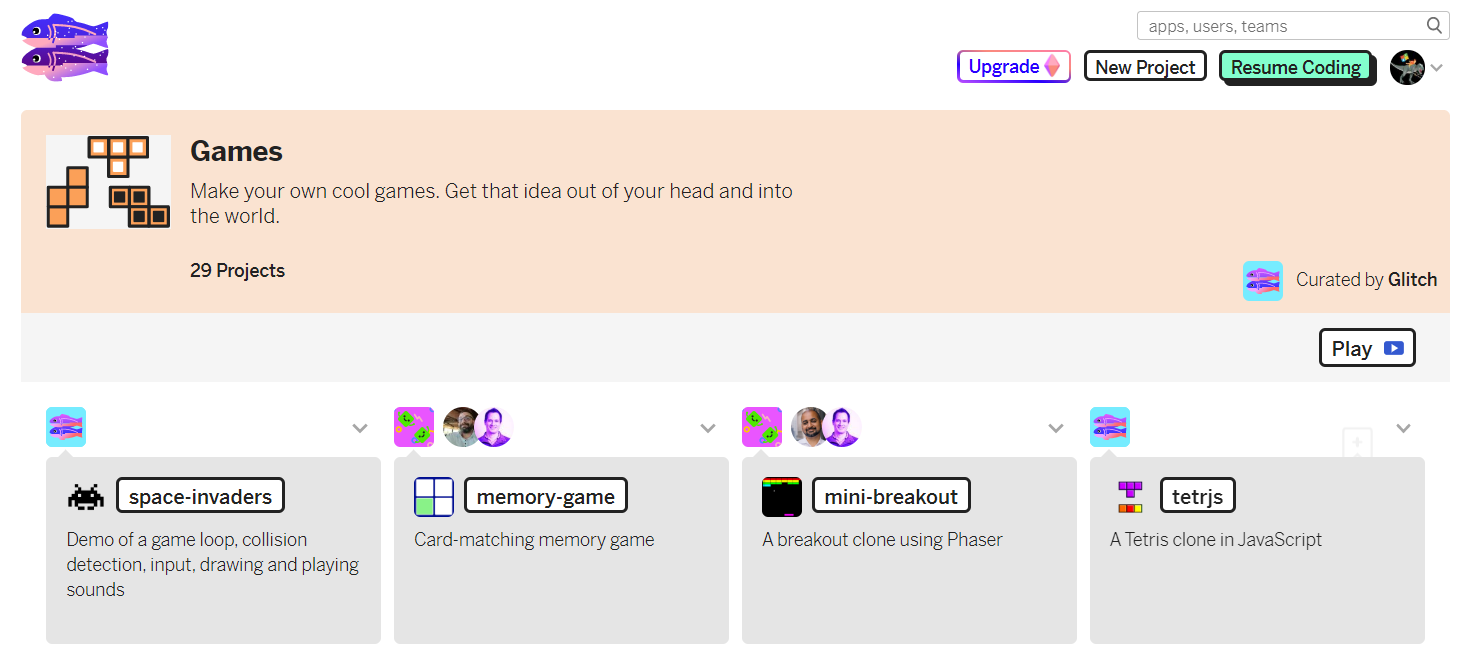 apps, users, teams
Upgrade
New Project
Resume Coding
Games
Make your own cool games. Get that idea out of your head and into
the world.
29 Projects
Curated by Glitch
Play
space-invaders
Demo of a game loop, collision
detection, input, drawing and playing
sounds
memory-game
Card-matching memory game
mini-breakout
A breakout clone using Phaser
tetrjs
A Tetris clone in JavaScript